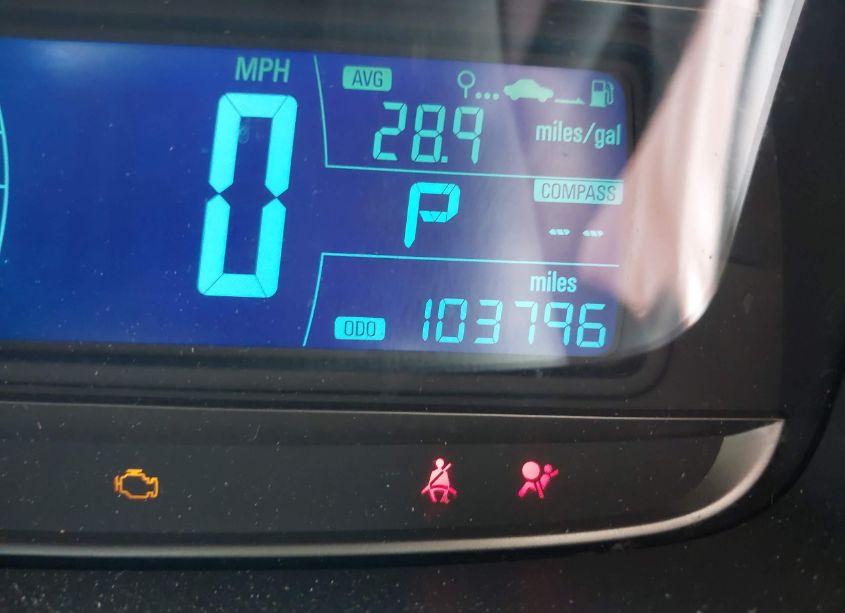 MPH
0
AVG
28.9 miles/gal
P
COMPASS
-- --
miles
ODO 103796